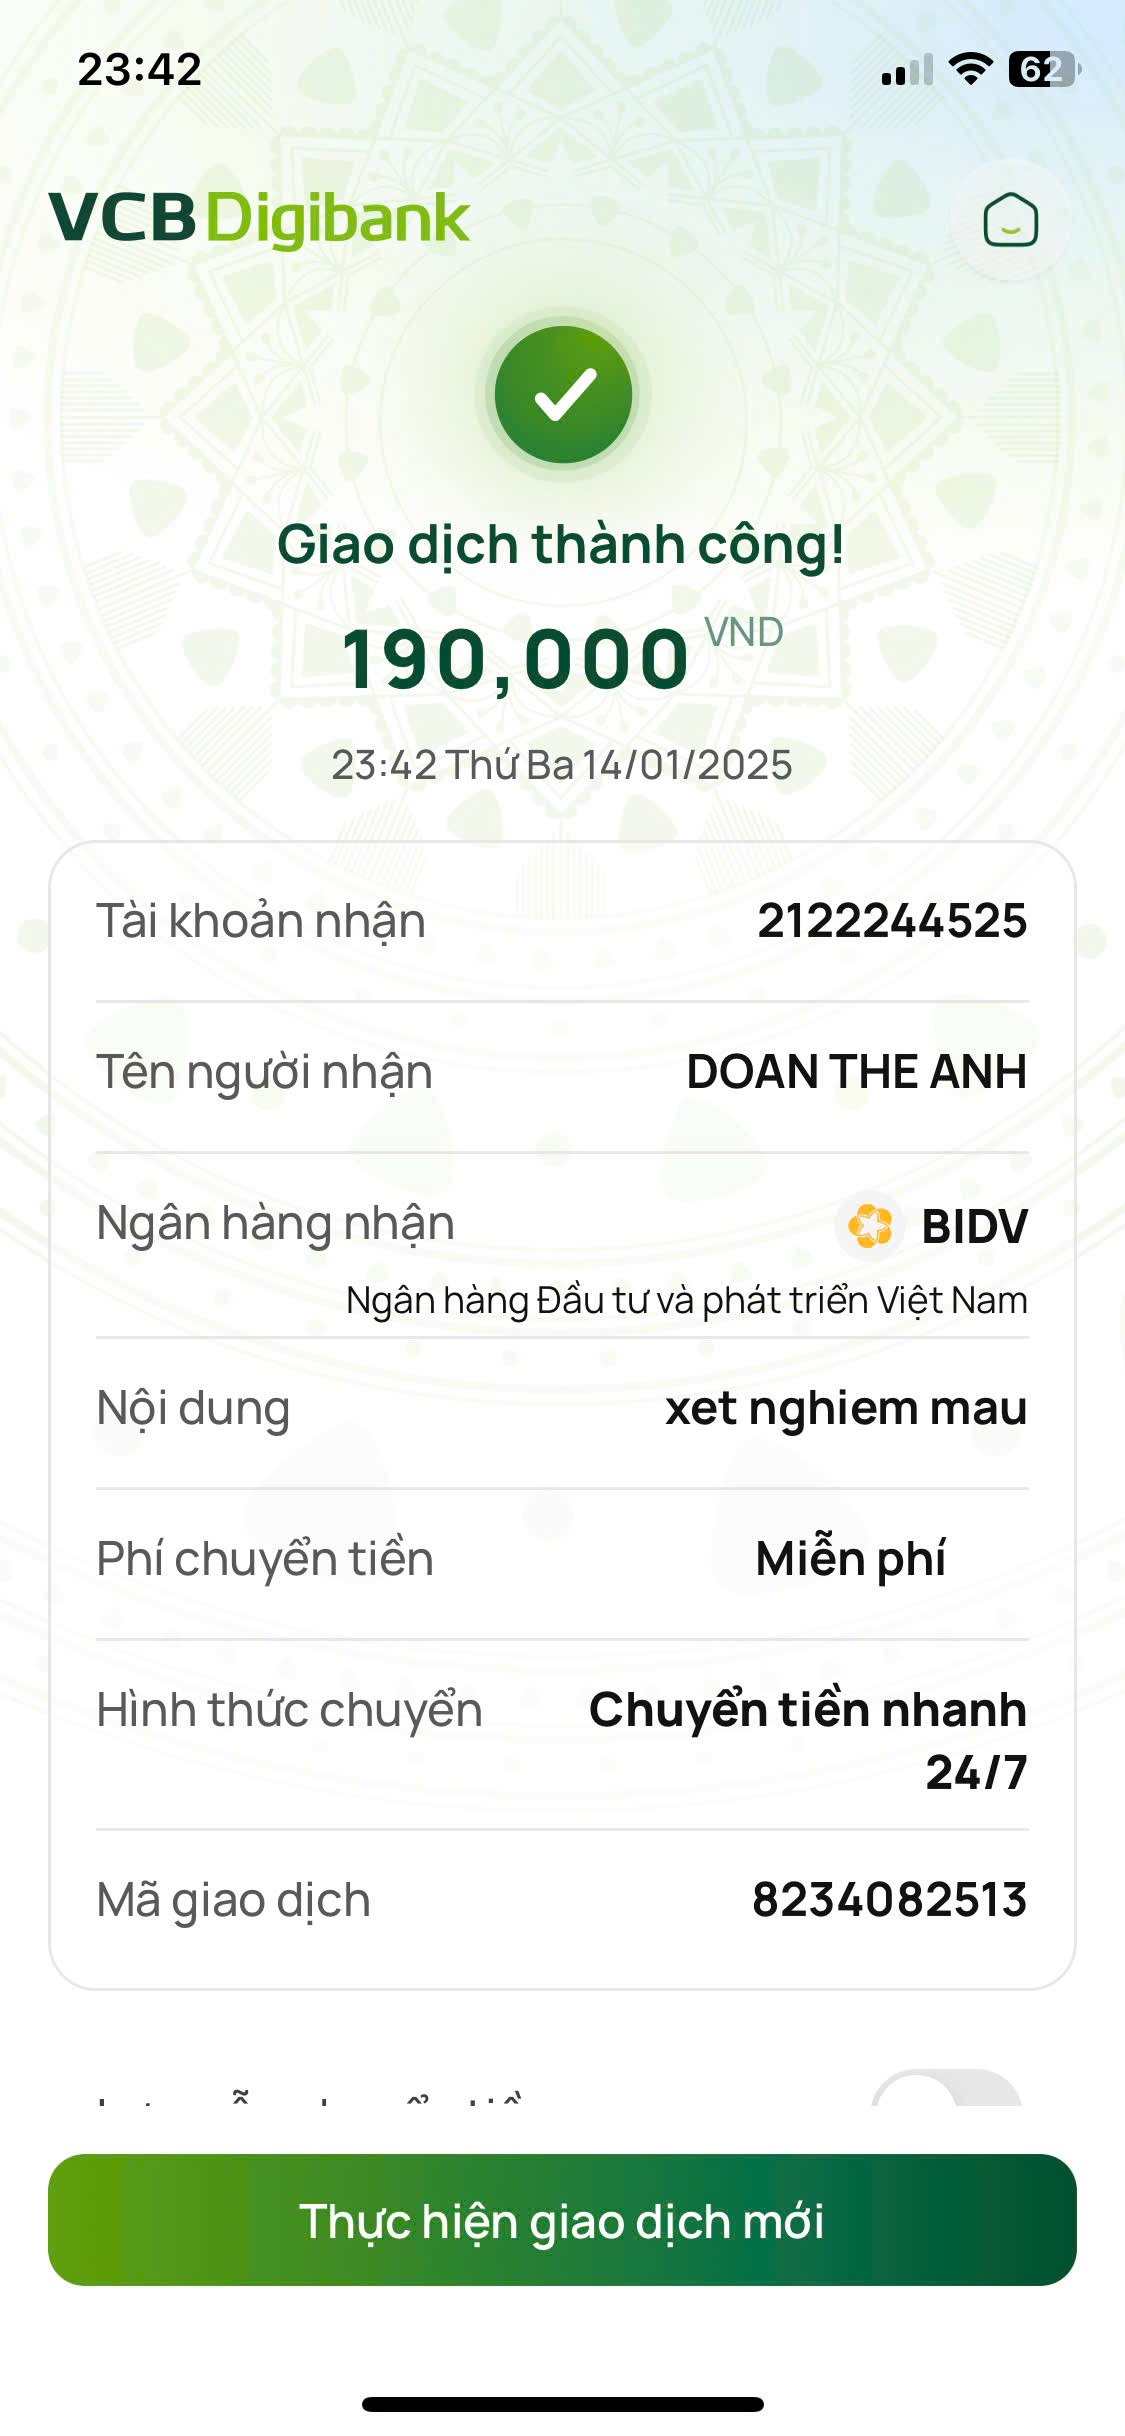 23:42
62
VCB Digibank
Giao dịch thành công!
190,000 VND
23:42 Thứ Ba 14/01/2025
Tài khoản nhận 2122244525
Tên người nhận DOAN THE ANH
Ngân hàng nhận BIDV
Ngân hàng Đầu tư và phát triển Việt Nam
Nội dung xet nghiem mau
Phí chuyển tiền Miễn phí
Hình thức chuyển Chuyển tiền nhanh
24/7
Mã giao dịch 8234082513
Thực hiện giao dịch mới